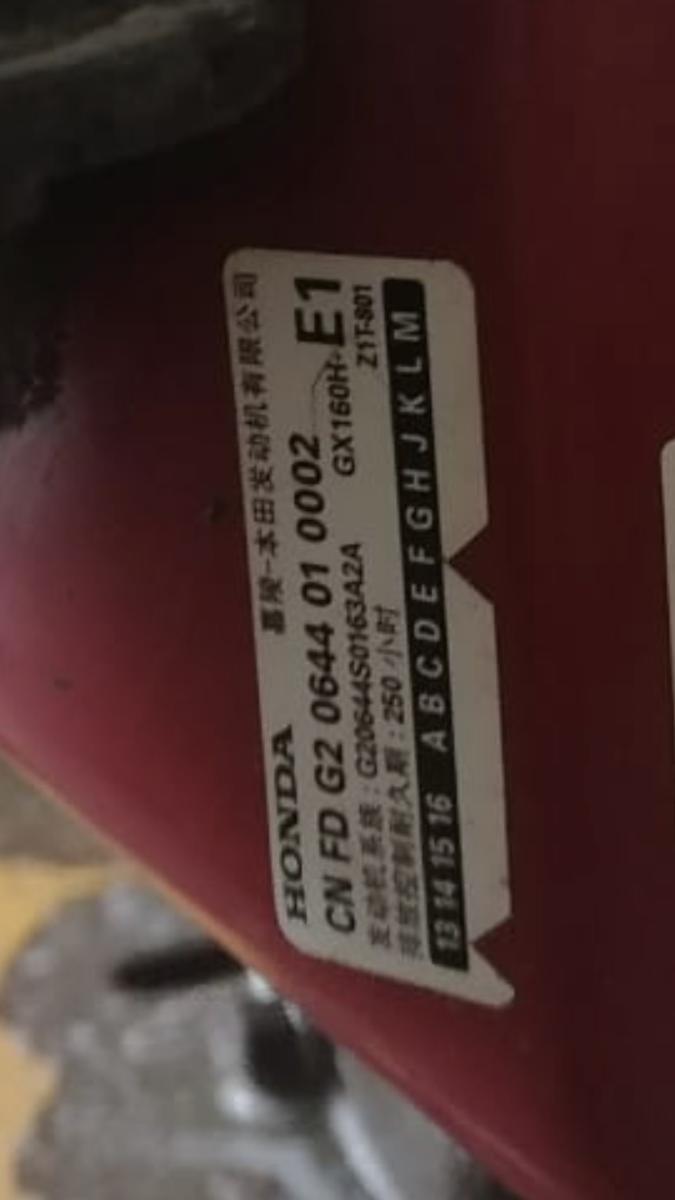 HONDA 嘉陵-本田发动机有限公司
CN FD G2 0644 01 0002 E1
发动机系族:G20644S0163A2A GX160H-
排放控制耐久期:250小时 Z1T-801
13 14 15 16 A B C D E F G H J K L M